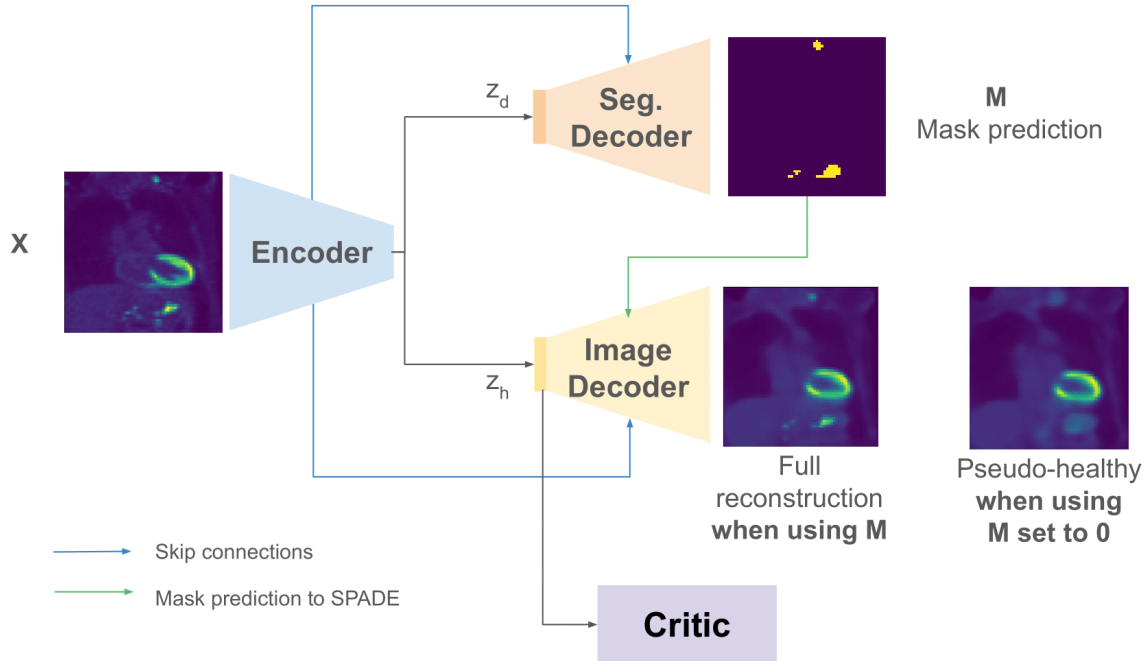 z_d
Seg.
Decoder
M
Mask prediction
X
Encoder
z_h
Image
Decoder
Full
reconstruction
when using M
Pseudo-healthy
when using
M set to 0
Skip connections
Mask prediction to SPADE
Critic